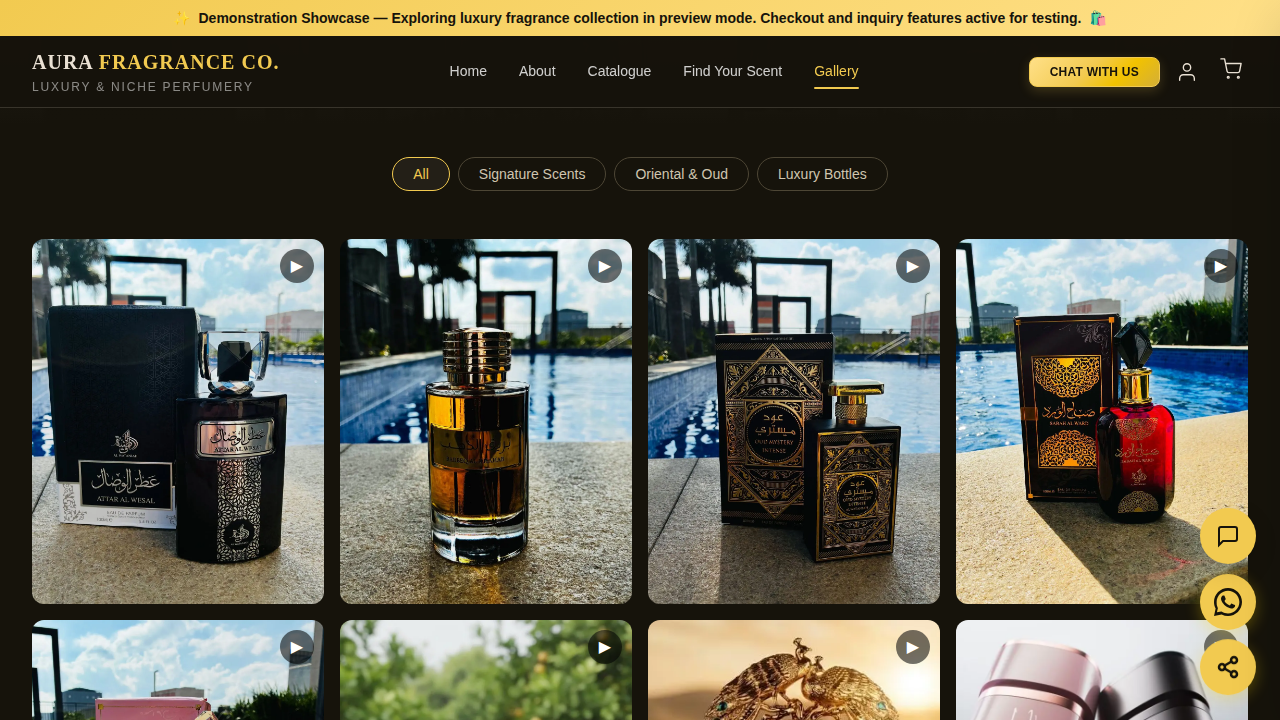 ✨ Demonstration Showcase — Exploring luxury fragrance collection in preview mode. Checkout and inquiry features active for testing. 🛍️
AURA FRAGRANCE CO.
LUXURY & NICHE PERFUMERY
Home
About
Catalogue
Find Your Scent
Gallery
CHAT WITH US
All
Signature Scents
Oriental & Oud
Luxury Bottles
عطر الوصال
ATTAR AL WESAL
عطر الوصال
ATTAR AL WESAL
عود
مستري
OUD MYSTERY
INTENSE
عود
مستري
صباح الورد
SABAH AL WARD